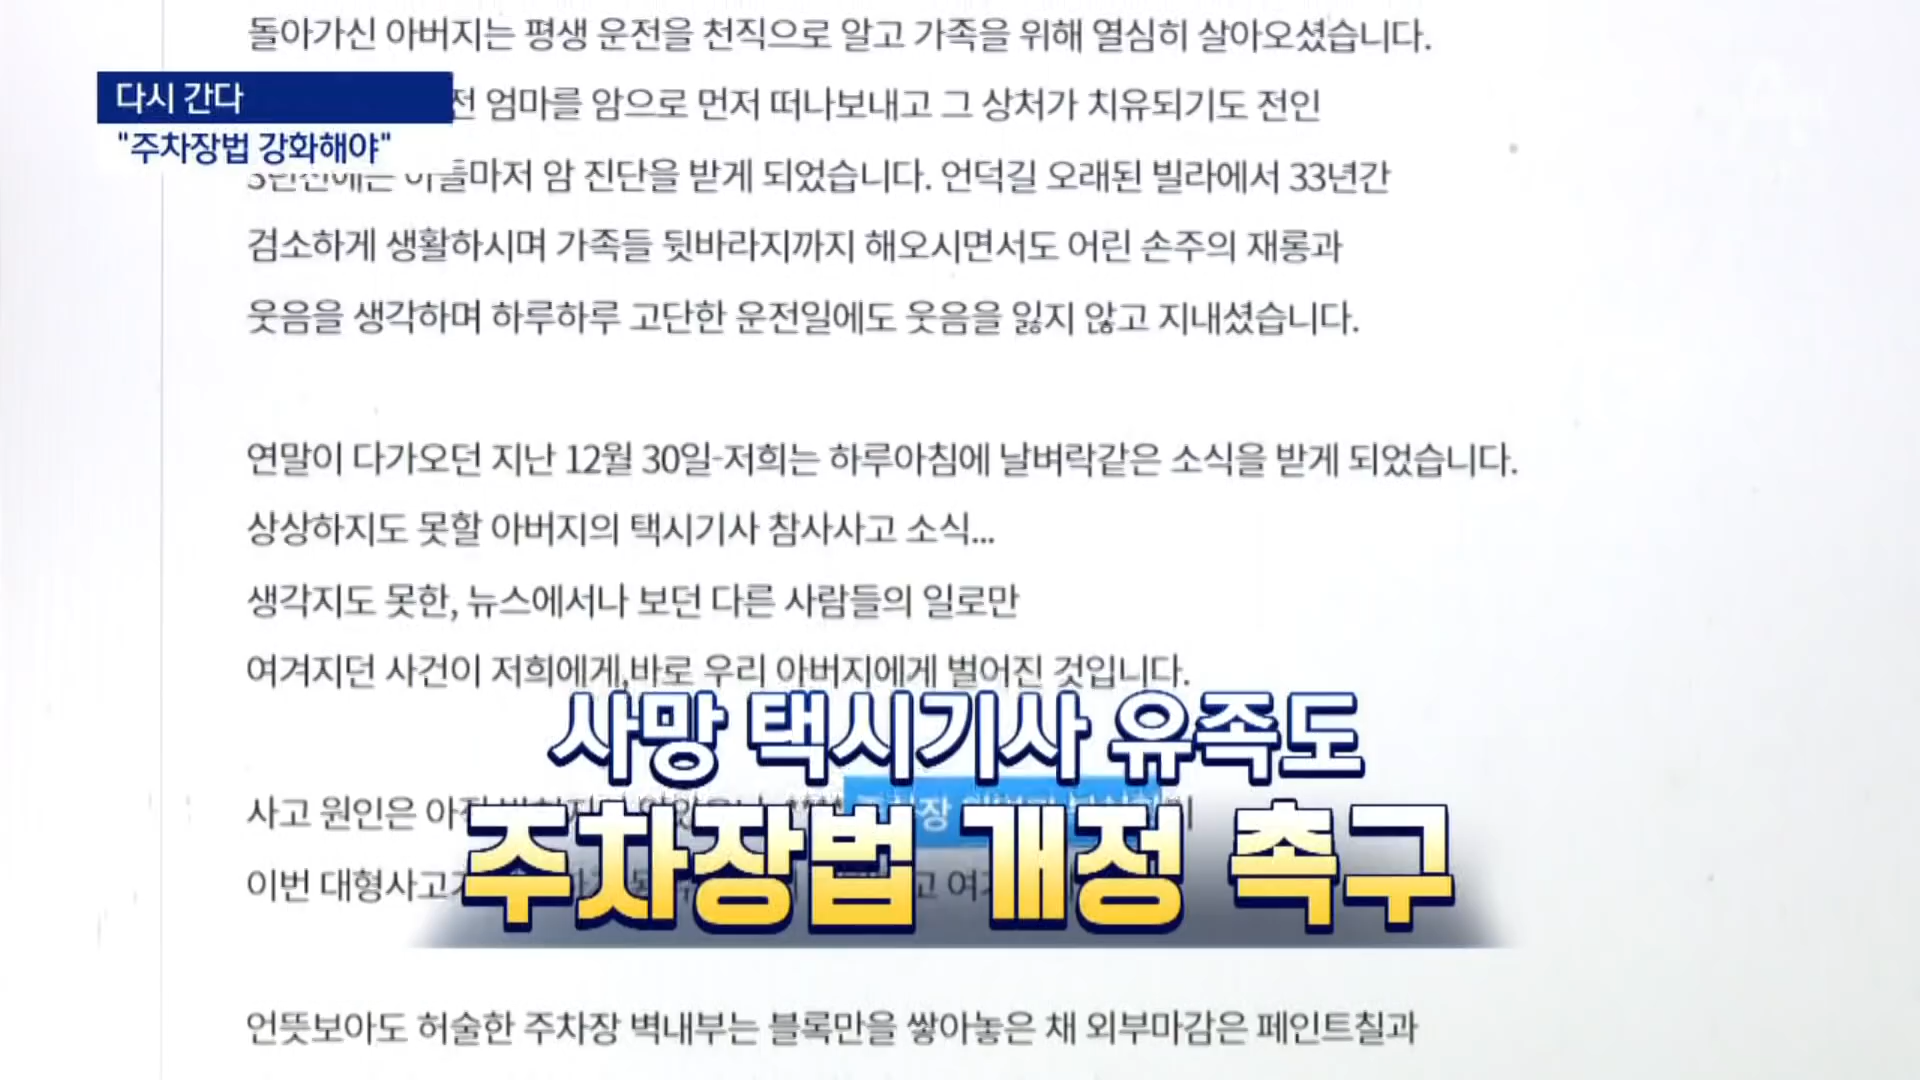 돌아가신 아버지는 평생 운전을 천직으로 알고 가족을 위해 열심히 살아오셨습니다.
다시 간다
전 엄마를 암으로 먼저 떠나보내고 그 상처가 치유되기도 전인
"주차장법 강화해야"
마저 암 진단을 받게 되었습니다. 언덕길 오래된 빌라에서 33년간
검소하게 생활하시며 가족들 뒷바라지까지 해오시면서도 어린 손주의 재롱과
웃음을 생각하며 하루하루 고단한 운전일에도 웃음을 잃지 않고 지내셨습니다.
연말이 다가오던 지난 12월 30일-저희는 하루아침에 날벼락같은 소식을 받게 되었습니다.
상상하지도 못할 아버지의 택시기사 참사사고 소식...
생각지도 못한, 뉴스에서나 보던 다른 사람들의 일로만
여겨지던 사건이 저희에게,바로 우리 아버지에게 벌어진 것입니다.
사망 택시기사 유족도
사고 원인은
주차장법 개정 촉구
이번 대형사고
언뜻보아도 허술한 주차장 벽내부는 블록만을 쌓아놓은 채 외부마감은 페인트칠과